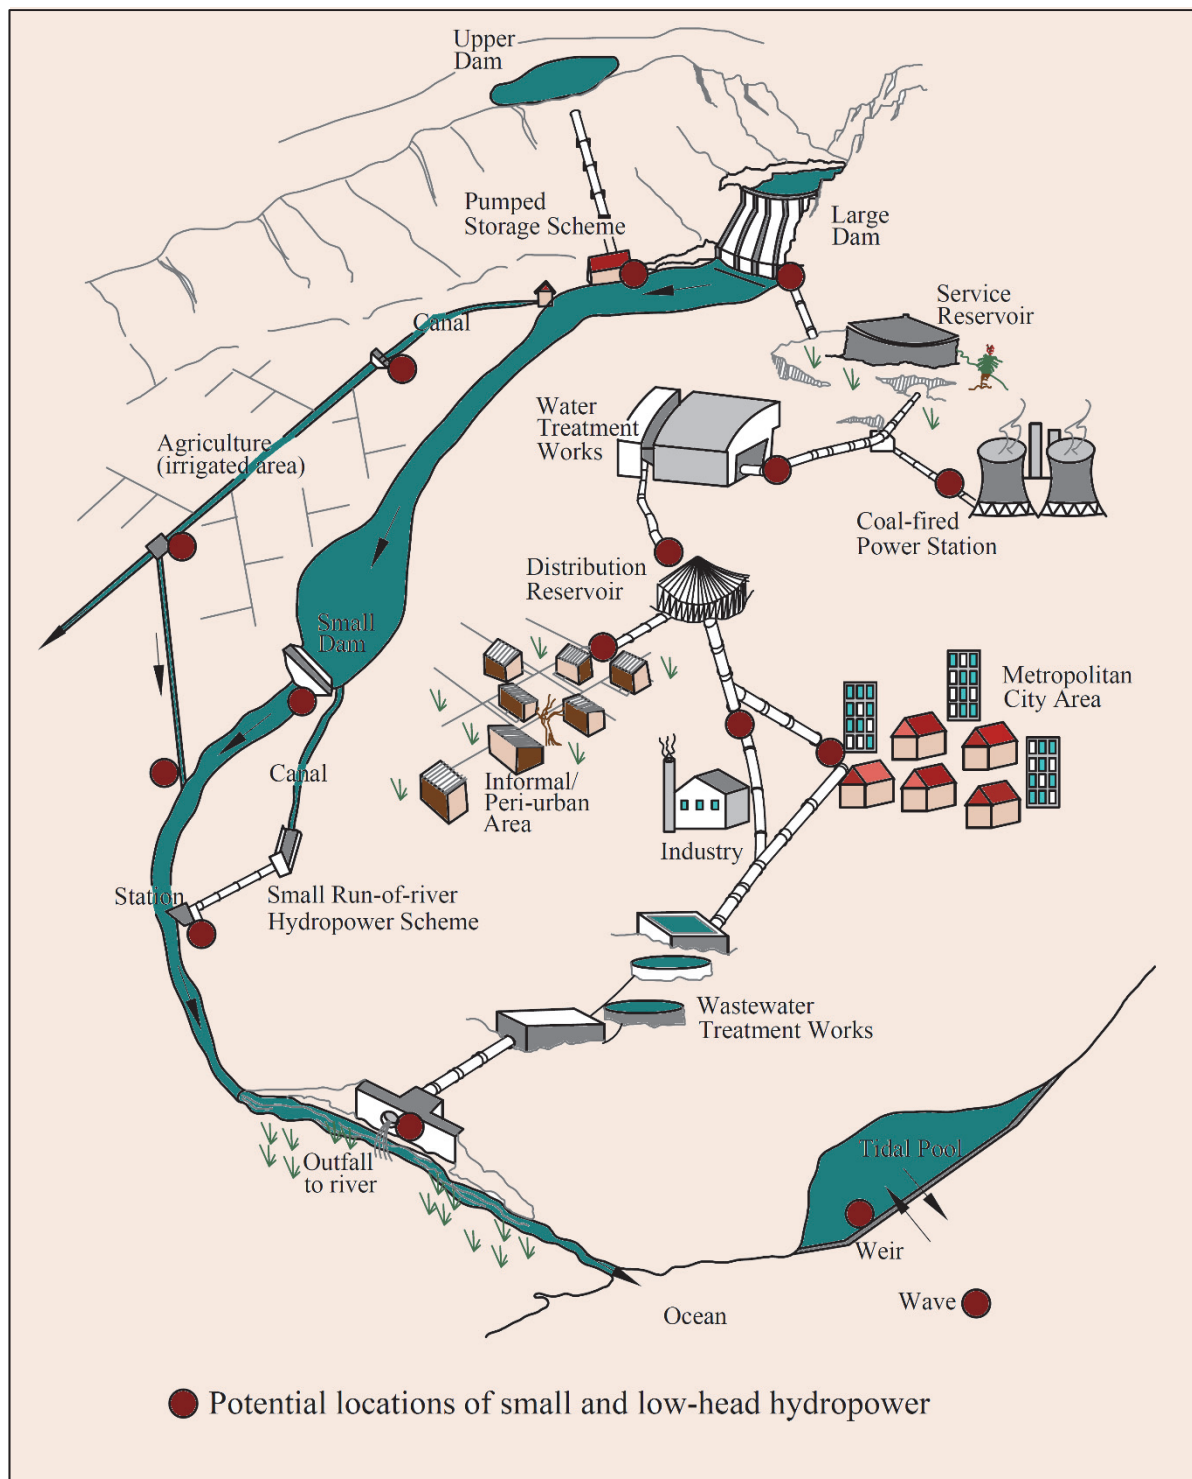 Upper
Dam
Pumped
Storage Scheme
Large
Dam
Service
Reservoir
Canal
Water
Treatment
Works
Agriculture
(irrigated area)
Coal-fired
Power Station
Distribution
Reservoir
Small
Dam
Metropolitan
City Area
Canal
Informal/
Peri-urban
Area
Industry
Station
Small Run-of-river
Hydropower Scheme
Wastewater
Treatment Works
Outfall
to river
Tidal Pool
Weir
Wave
Ocean
Potential locations of small and low-head hydropower